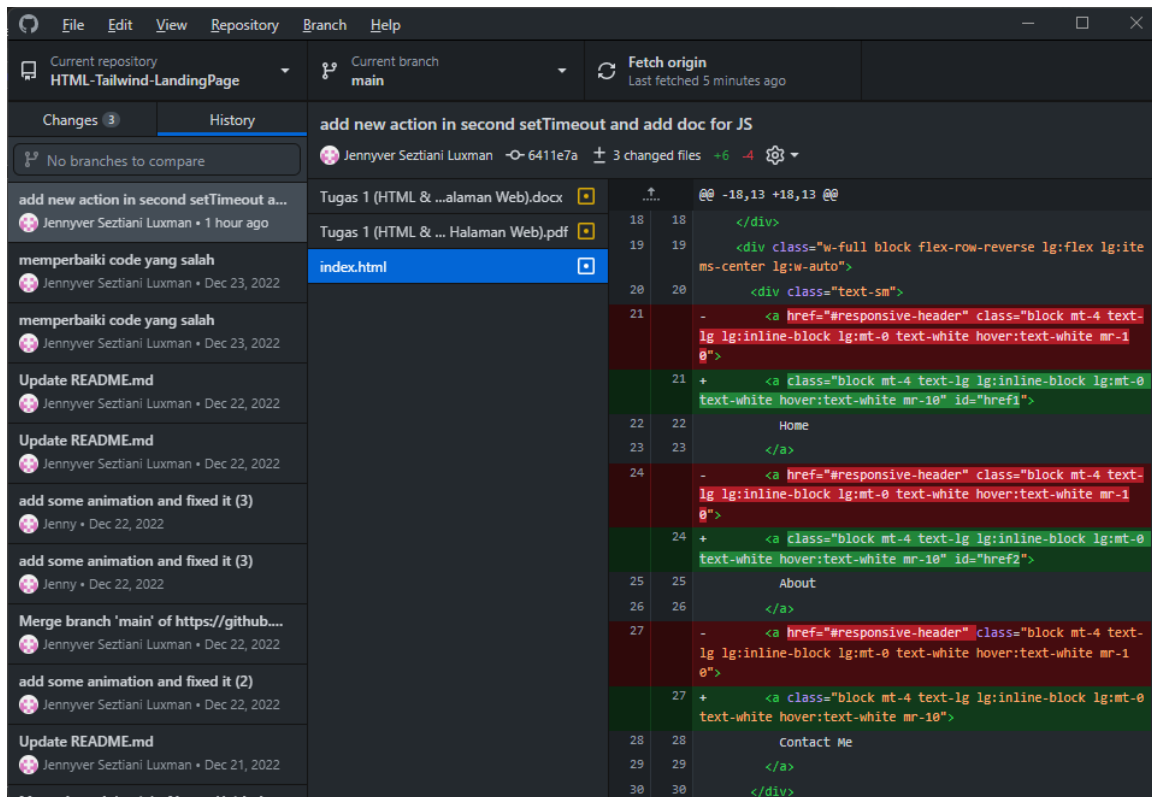 File Edit View Repository Branch Help
Current repository
HTML-Tailwind-LandingPage
Current branch
main
Fetch origin
Last fetched 5 minutes ago
Changes 3 History
No branches to compare
add new action in second setTimeout a...
Jennyver Seztiani Luxman • 1 hour ago
memperbaiki code yang salah
Jennyver Seztiani Luxman • Dec 23, 2022
memperbaiki code yang salah
Jennyver Seztiani Luxman • Dec 23, 2022
Update README.md
Jennyver Seztiani Luxman • Dec 22, 2022
Update README.md
Jennyver Seztiani Luxman • Dec 22, 2022
add some animation and fixed it (3)
Jenny • Dec 22, 2022
add some animation and fixed it (3)
Jenny • Dec 22, 2022
Merge branch 'main' of https://github....
Jennyver Seztiani Luxman • Dec 22, 2022
add some animation and fixed it (2)
Jennyver Seztiani Luxman • Dec 22, 2022
Update README.md
Jennyver Seztiani Luxman • Dec 21, 2022
add new action in second setTimeout and add doc for JS
Jennyver Seztiani Luxman 6411e7a 3 changed files +6 -4
Tugas 1 (HTML & ...alaman Web).docx
Tugas 1 (HTML & ... Halaman Web).pdf
index.html
@@ -18,13 +18,13 @@
18 18 </div>
19 19 <div class="w-full block flex-row-reverse lg:flex lg:ite
ms-center lg:w-auto">
20 20 <div class="text-sm">
21 - <a href="#responsive-header" class="block mt-4 text-
lg lg:inline-block lg:mt-0 text-white hover:text-white mr-1
0">
21 + <a class="block mt-4 text-lg lg:inline-block lg:mt-0
text-white hover:text-white mr-10" id="href1">
22 22 Home
23 23 </a>
24 - <a href="#responsive-header" class="block mt-4 text-
lg lg:inline-block lg:mt-0 text-white hover:text-white mr-1
0">
24 + <a class="block mt-4 text-lg lg:inline-block lg:mt-0
text-white hover:text-white mr-10" id="href2">
25 25 About
26 26 </a>
27 - <a href="#responsive-header" class="block mt-4 text-
lg lg:inline-block lg:mt-0 text-white hover:text-white mr-1
0">
27 + <a class="block mt-4 text-lg lg:inline-block lg:mt-0
text-white hover:text-white mr-10">
28 28 Contact Me
29 29 </a>
30 30 </div>